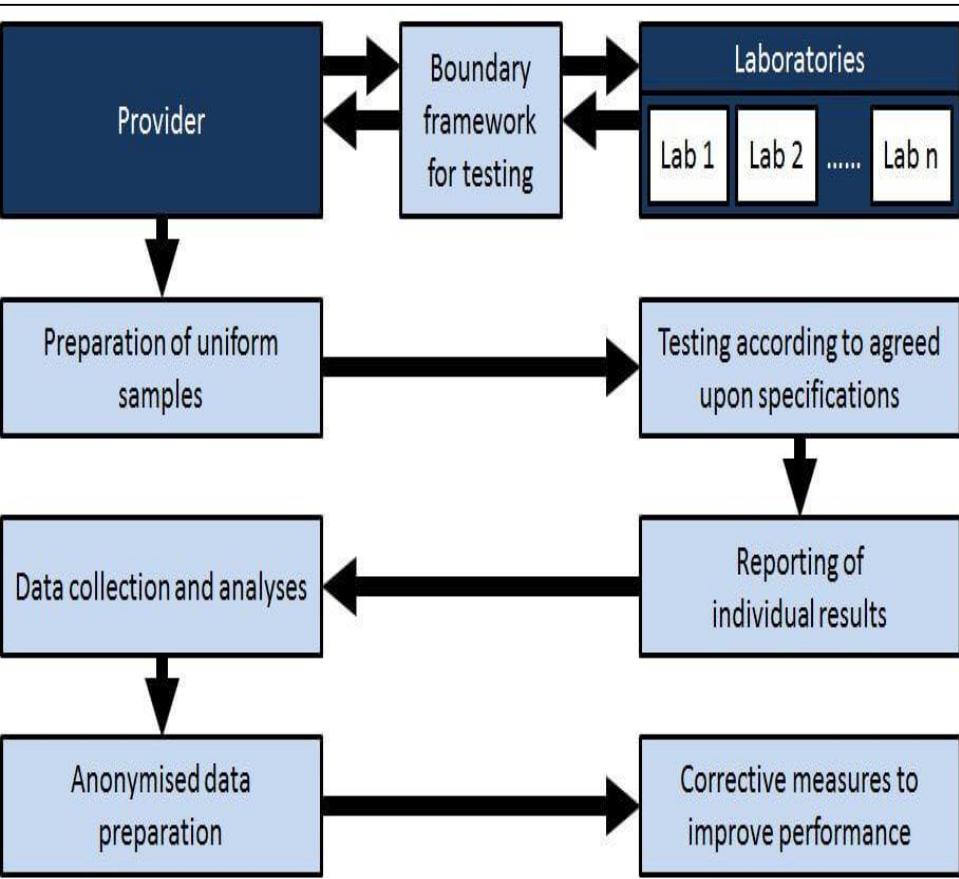 Provider
Boundary
framework
for testing
Laboratories
Lab 1 Lab 2 ...... Lab n
Preparation of uniform
samples
Testing according to agreed
upon specifications
Data collection and analyses
Reporting of
individual results
Anonymised data
preparation
Corrective measures to
improve performance